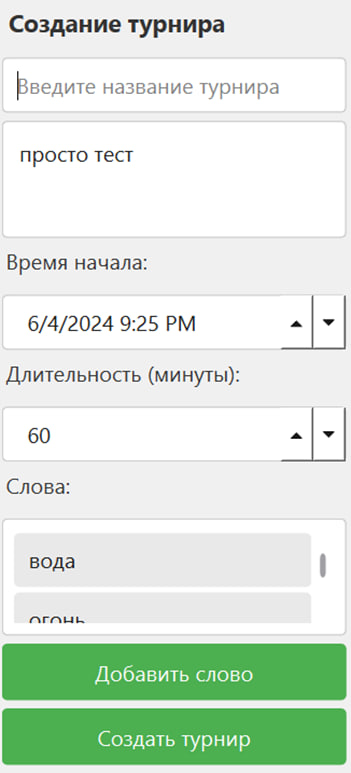 Создание турнира
Введите название турнира
просто тест
Время начала:
6/4/2024 9:25 PM
Длительность (минуты):
60
Слова:
вода
огонь
Добавить слово
Создать турнир